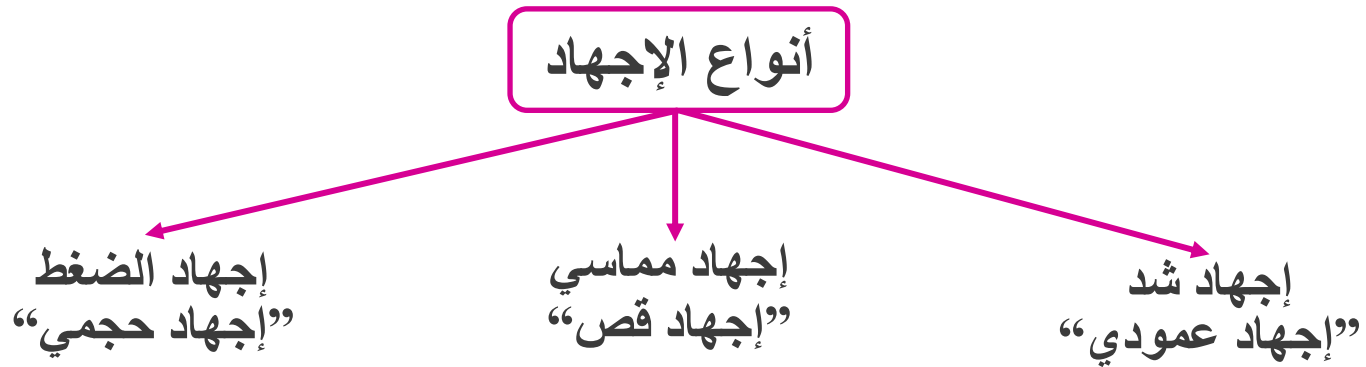 أنواع الإجهاد
إجهاد شد
”إجهاد عمودي“
إجهاد مماسي
”إجهاد قص“
إجهاد الضغط
”إجهاد حجمي“